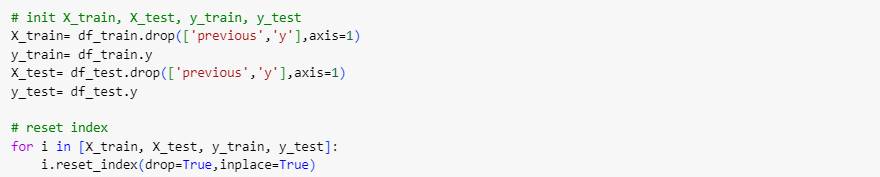 # init X_train, X_test, y_train, y_test
X_train= df_train.drop(['previous','y'],axis=1)
y_train= df_train.y
X_test= df_test.drop(['previous','y'],axis=1)
y_test= df_test.y
# reset index
for i in [X_train, X_test, y_train, y_test]:
    i.reset_index(drop=True,inplace=True)